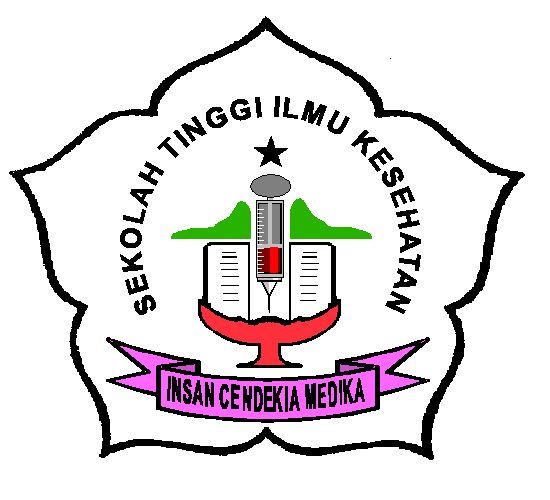 SEKOLAH TINGGI ILMU KESEHATAN
INSAN CENDEKIA MEDIKA